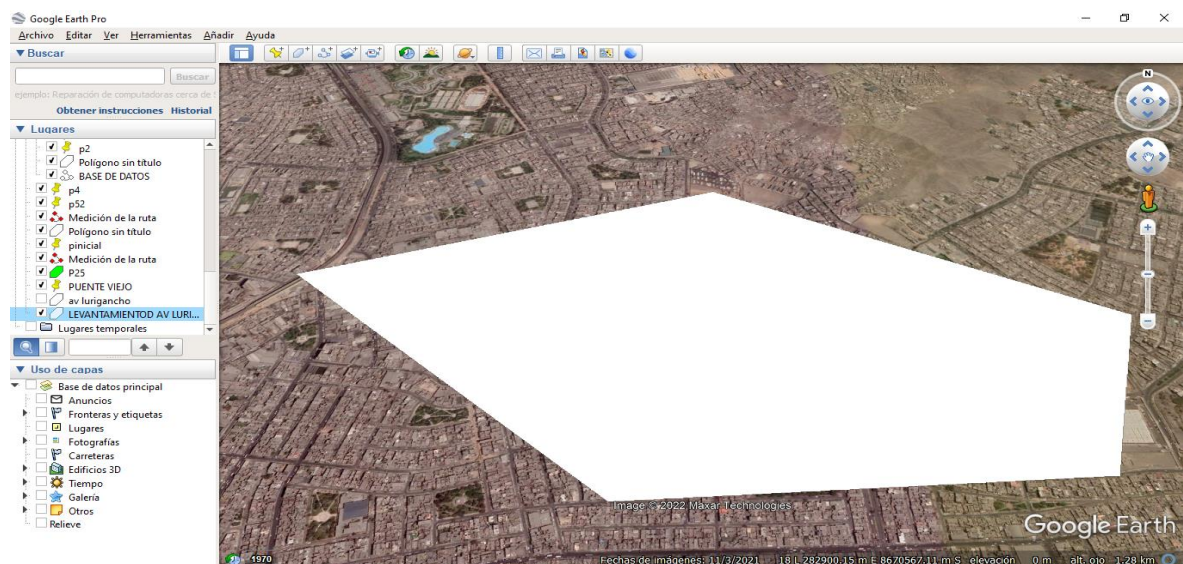 Google Earth Pro
Archivo Editar Ver Herramientas Añadir Ayuda
Buscar
Buscar
ejemplo: Reparación de computadoras cerca de
Obtener instrucciones Historial
Lugares
p2
Polígono sin título
BASE DE DATOS
p4
p52
Medición de la ruta
Polígono sin título
pinicial
Medición de la ruta
P25
PUENTE VIEJO
av lurigancho
LEVANTAMIENTOD AV LURI...
Lugares temporales
Uso de capas
Base de datos principal
Anuncios
Fronteras y etiquetas
Lugares
Fotografías
Carreteras
Edificios 3D
Tiempo
Galería
Otros
Relieve
N
Image © 2022 Maxar Technologies
Google Earth
1970
Fechas de imágenes: 11/3/2021 18 L 282900.15 m E 8670567.11 m S elevación 0 m alt. ojo 1.28 km